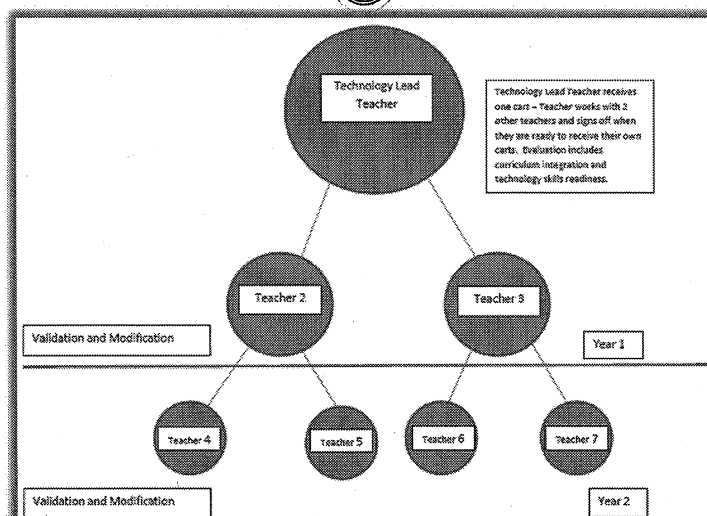 Technology Lead
Teacher
Technology Lead Teacher receives
one cart – Teacher works with 2
other teachers and signs off when
they are ready to receive their own
carts. Evaluation includes
curriculum integration and
technology skills readiness.
Teacher 2
Teacher 3
Validation and Modification
Year 1
Teacher 4
Teacher 5
Teacher 6
Teacher 7
Validation and Modification
Year 2